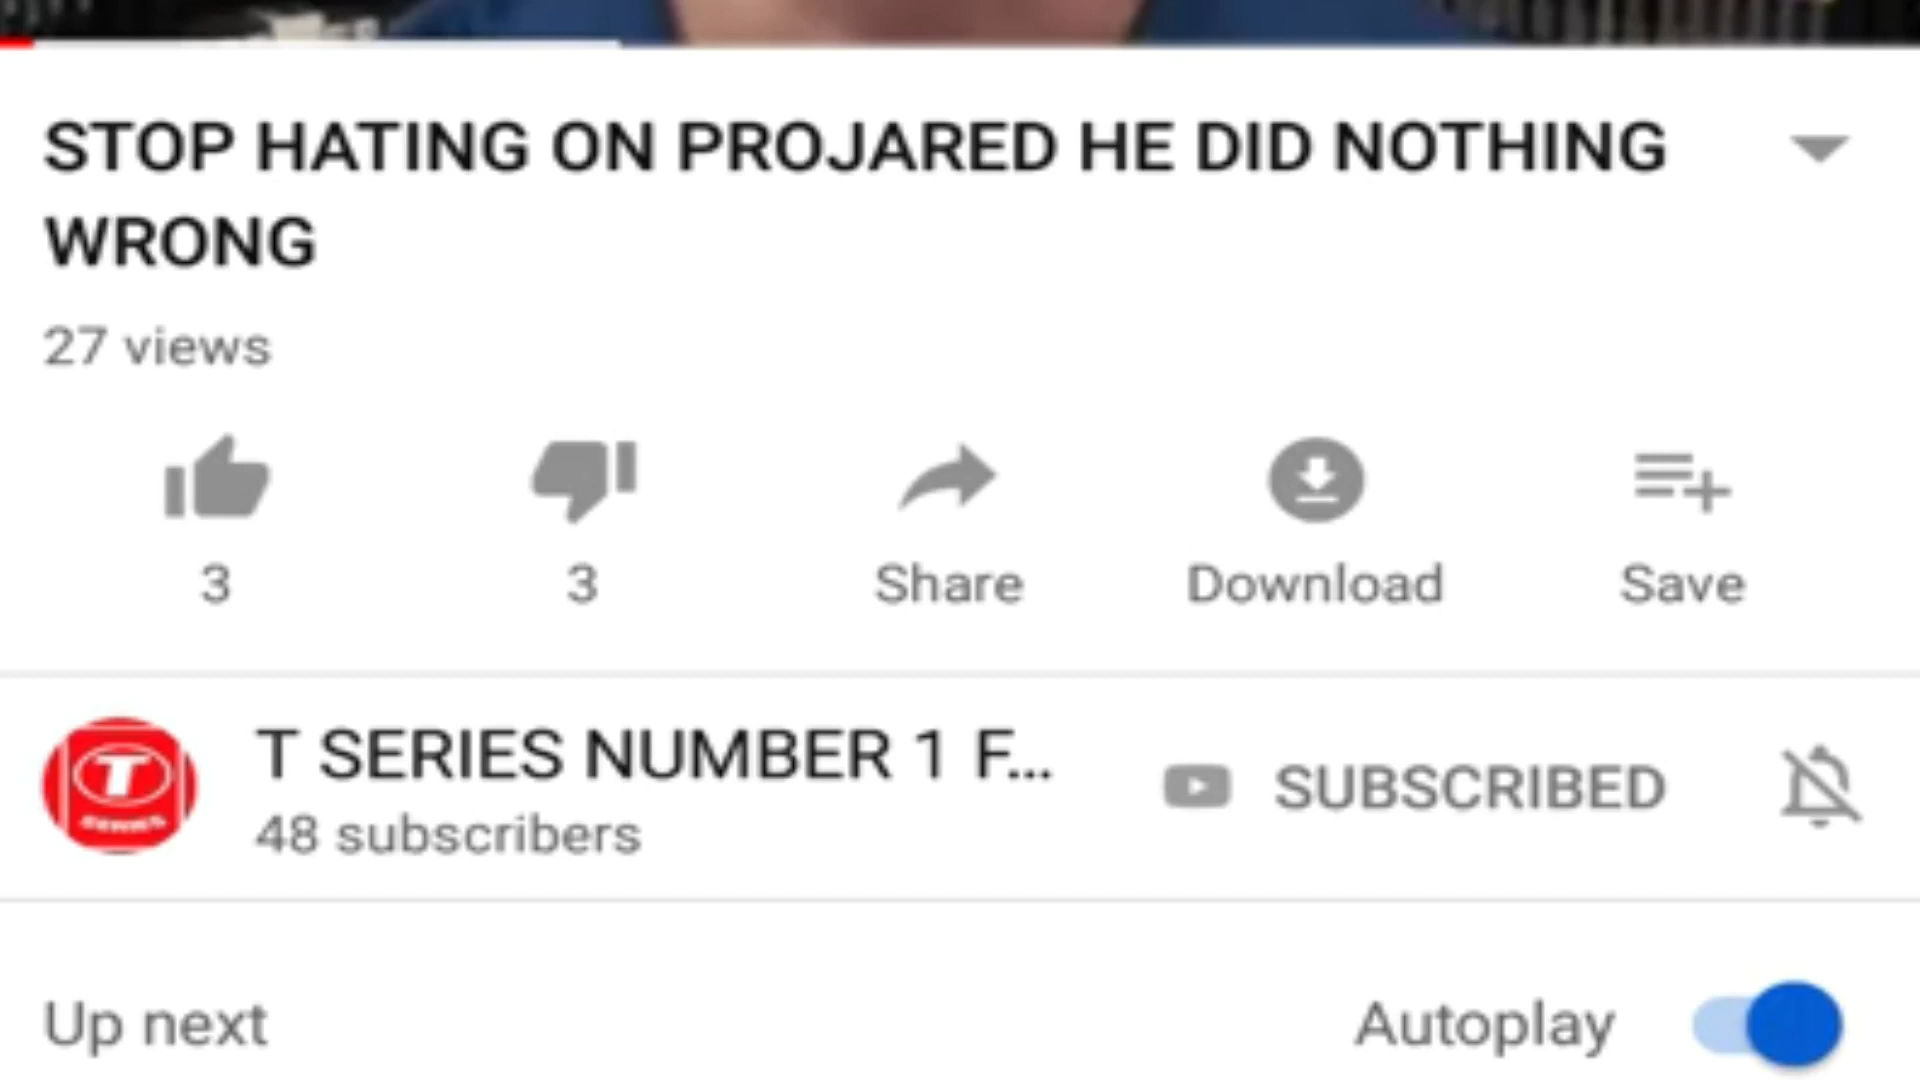 STOP HATING ON PROJARED HE DID NOTHING
WRONG
27 views
3 3 Share Download Save
T SERIES
T SERIES NUMBER 1 F...
SUBSCRIBED
48 subscribers
Up next Autoplay